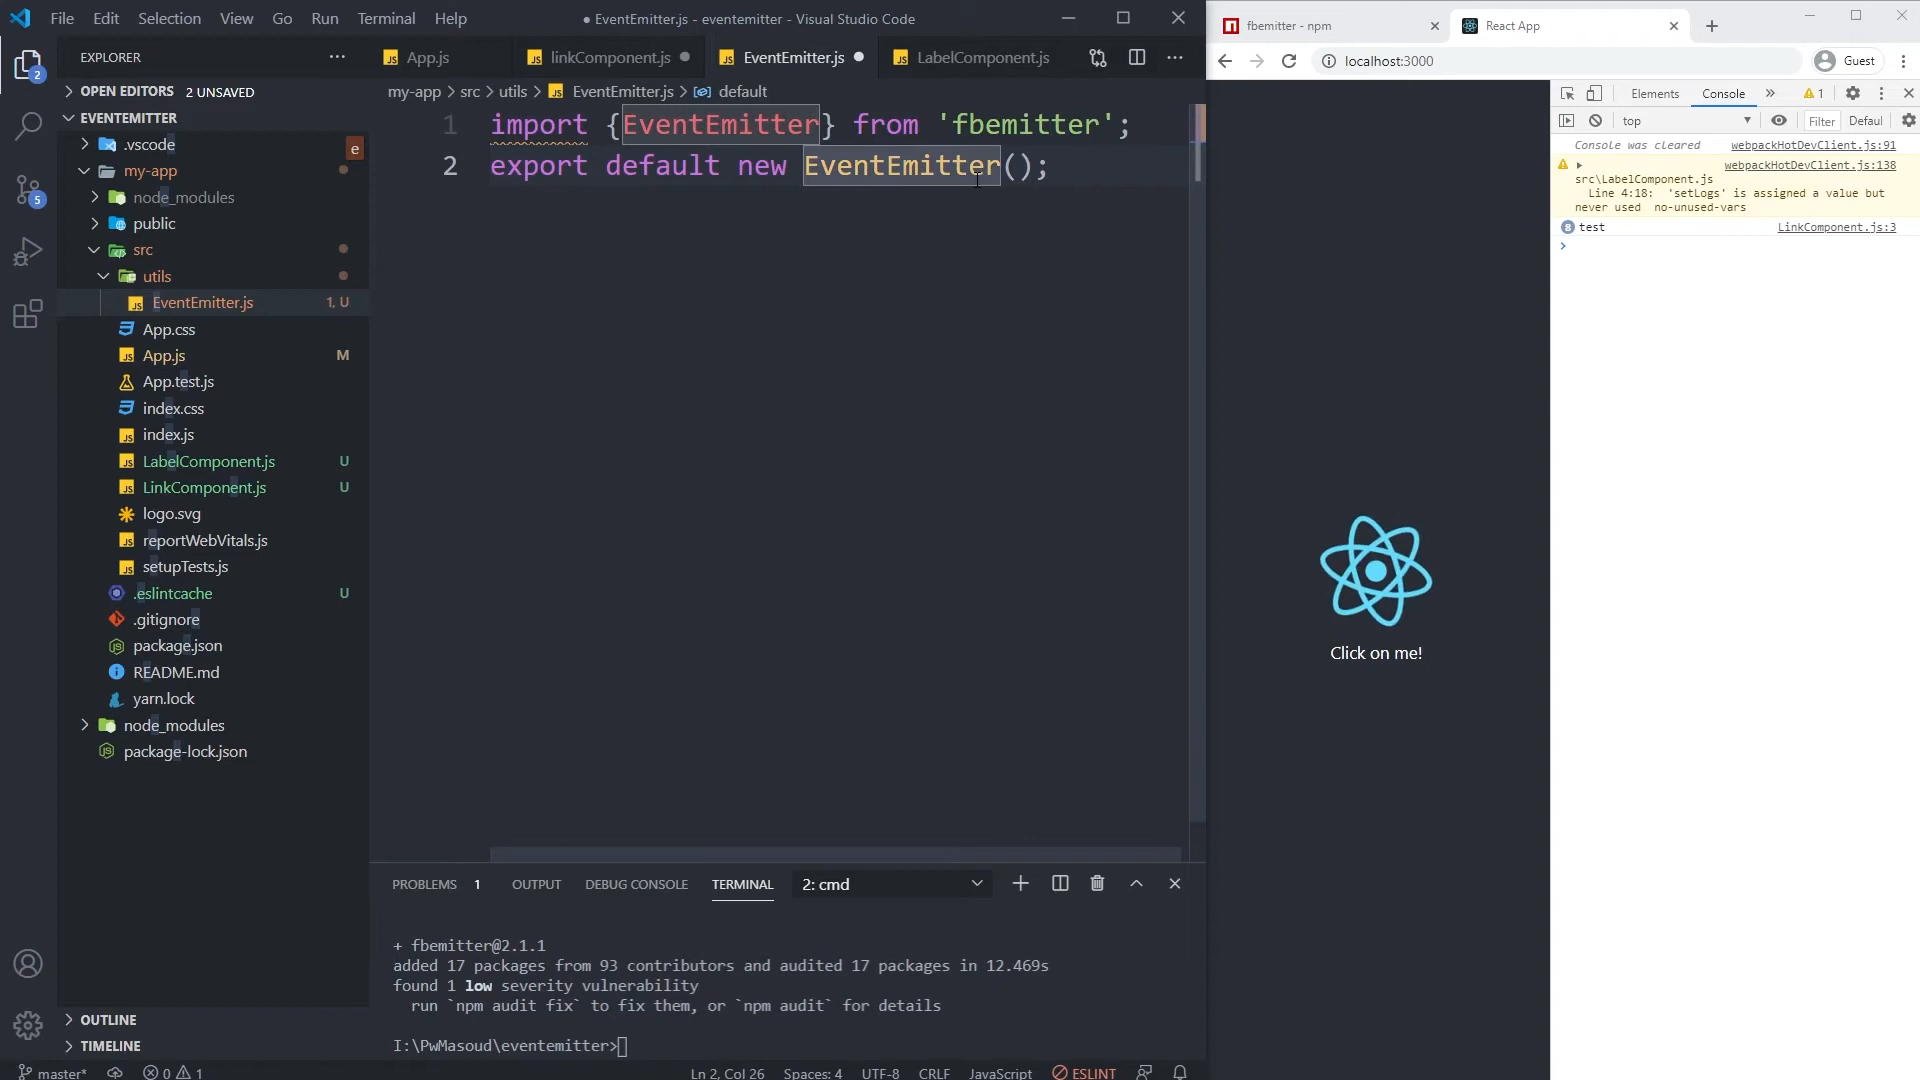 File Edit Selection View Go Run Terminal Help
● EventEmitter.js - eventemitter - Visual Studio Code
EXPLORER
OPEN EDITORS 2 UNSAVED
EVENTEMITTER
.vscode
e
my-app
node_modules
public
src
utils
EventEmitter.js 1, U
App.css
App.js M
App.test.js
index.css
index.js
LabelComponent.js U
LinkComponent.js U
logo.svg
reportWebVitals.js
setupTests.js
.eslintcache U
.gitignore
package.json
README.md
yarn.lock
node_modules
package-lock.json
OUTLINE
TIMELINE
2
5
App.js linkComponent.js EventEmitter.js LabelComponent.js
my-app > src > utils > EventEmitter.js > default
1 import {EventEmitter} from 'fbemitter';
2 export default new EventEmitter();
PROBLEMS 1 OUTPUT DEBUG CONSOLE TERMINAL 2: cmd
+ fbemitter@2.1.1
added 17 packages from 93 contributors and audited 17 packages in 12.469s
found 1 low severity vulnerability
run `npm audit fix` to fix them, or `npm audit` for details
I:\PwMasoud\eventemitter>
master* 0 1 Ln 2, Col 26 Spaces: 4 UTF-8 CRLF JavaScript ESLINT
fbemitter - npm React App
localhost:3000 Guest
Click on me!
Elements Console » 1
top Filter Defaul
Console was cleared webpackHotDevClient.js:91
webpackHotDevClient.js:138
src\LabelComponent.js
Line 4:18: 'setLogs' is assigned a value but
never used no-unused-vars
8 test LinkComponent.js:3